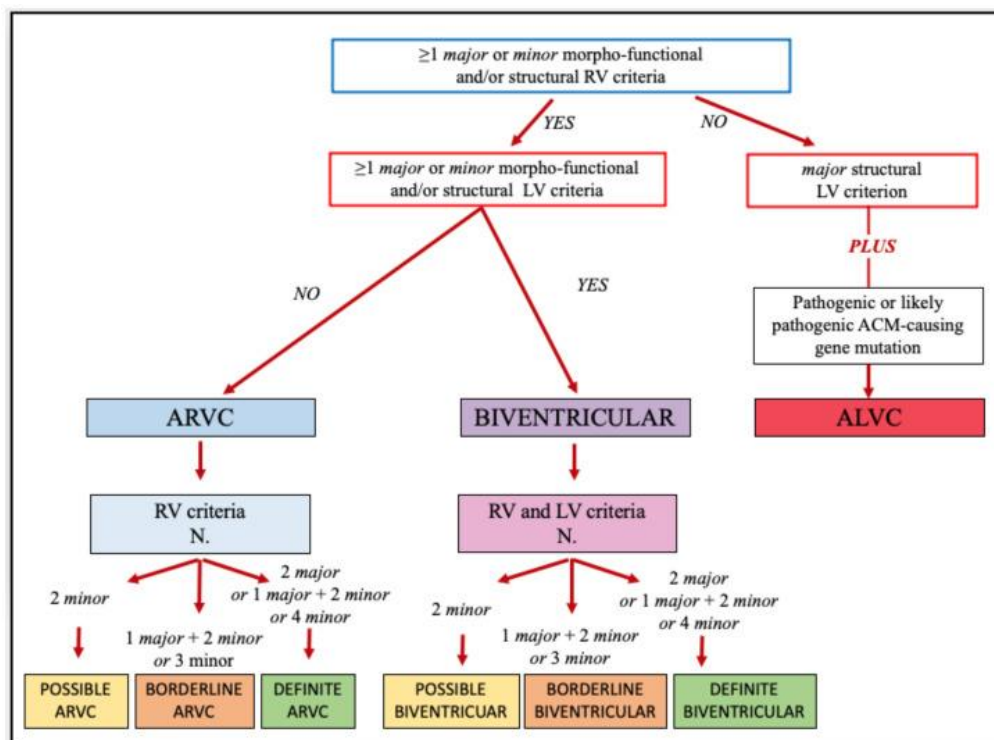 ≥1 major or minor morpho-functional
and/or structural RV criteria
YES
NO
≥1 major or minor morpho-functional
and/or structural  LV criteria
major structural
LV criterion
PLUS
NO
YES
Pathogenic or likely
pathogenic ACM-causing
gene mutation
ARVC
BIVENTRICULAR
ALVC
RV criteria
N.
RV and LV criteria
N.
2 minor
1 major + 2 minor
or 3 minor
2 major
or 1 major + 2 minor
or 4 minor
2 minor
1 major + 2 minor
or 3 minor
2 major
or 1 major + 2 minor
or 4 minor
POSSIBLE
ARVC
BORDERLINE
ARVC
DEFINITE
ARVC
POSSIBLE
BIVENTRICUAR
BORDERLINE
BIVENTRICULAR
DEFINITE
BIVENTRICULAR